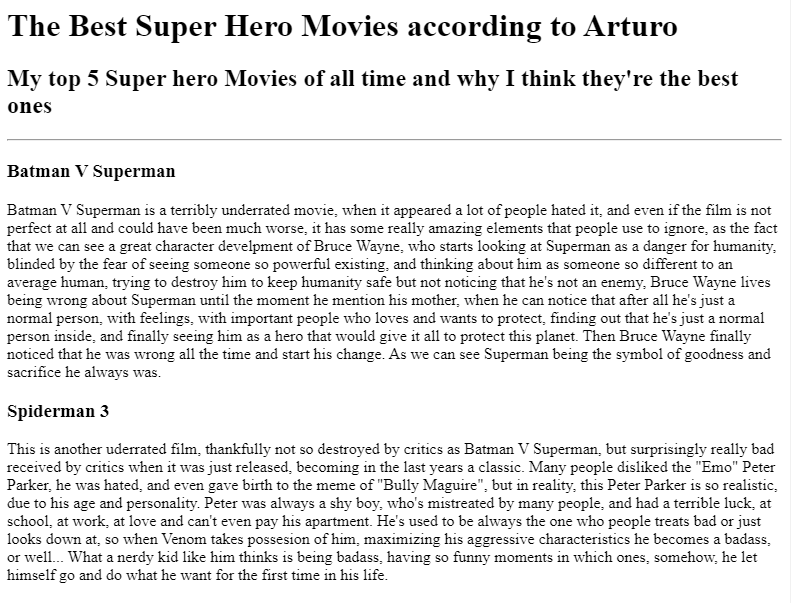 The Best Super Hero Movies according to Arturo
My top 5 Super hero Movies of all time and why I think they're the best
ones
Batman V Superman
Batman V Superman is a terribly underrated movie, when it appeared a lot of people hated it, and even if the film is not
perfect at all and could have been much worse, it has some really amazing elements that people use to ignore, as the fact
that we can see a great character develpment of Bruce Wayne, who starts looking at Superman as a danger for humanity,
blinded by the fear of seeing someone so powerful existing, and thinking about him as someone so different to an
average human, trying to destroy him to keep humanity safe but not noticing that he's not an enemy, Bruce Wayne lives
being wrong about Superman until the moment he mention his mother, when he can notice that after all he's just a
normal person, with feelings, with important people who loves and wants to protect, finding out that he's just a normal
person inside, and finally seeing him as a hero that would give it all to protect this planet. Then Bruce Wayne finally
noticed that he was wrong all the time and start his change. As we can see Superman being the symbol of goodness and
sacrifice he always was.
Spiderman 3
This is another uderrated film, thankfully not so destroyed by critics as Batman V Superman, but surprisingly really bad
received by critics when it was just released, becoming in the last years a classic. Many people disliked the "Emo" Peter
Parker, he was hated, and even gave birth to the meme of "Bully Maguire", but in reality, this Peter Parker is so realistic,
due to his age and personality. Peter was always a shy boy, who's mistreated by many people, and had a terrible luck, at
school, at work, at love and can't even pay his apartment. He's used to be always the one who people treats bad or just
looks down at, so when Venom takes possesion of him, maximizing his aggressive characteristics he becomes a badass,
or well... What a nerdy kid like him thinks is being badass, having so funny moments in which ones, somehow, he let
himself go and do what he want for the first time in his life.